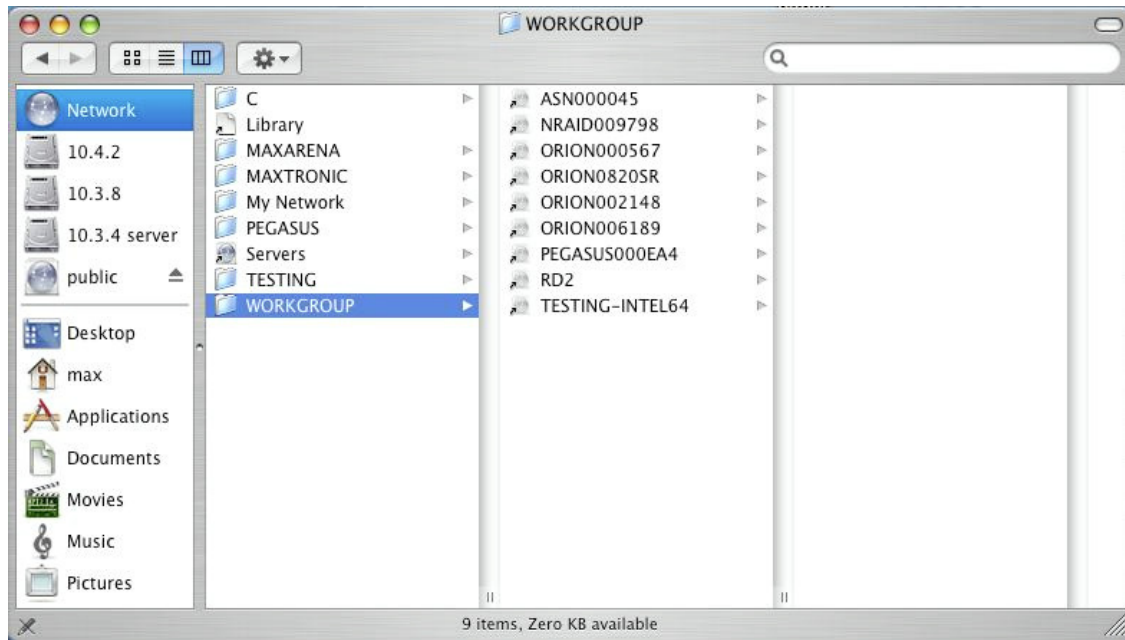 WORKGROUP
Network
10.4.2
10.3.8
10.3.4 server
public
Desktop
max
Applications
Documents
Movies
Music
Pictures
C
Library
MAXARENA
MAXTRONIC
My Network
PEGASUS
Servers
TESTING
WORKGROUP
ASN000045
NRAID009798
ORION000567
ORION0820SR
ORION002148
ORION006189
PEGASUS000EA4
RD2
TESTING-INTEL64
9 items, Zero KB available